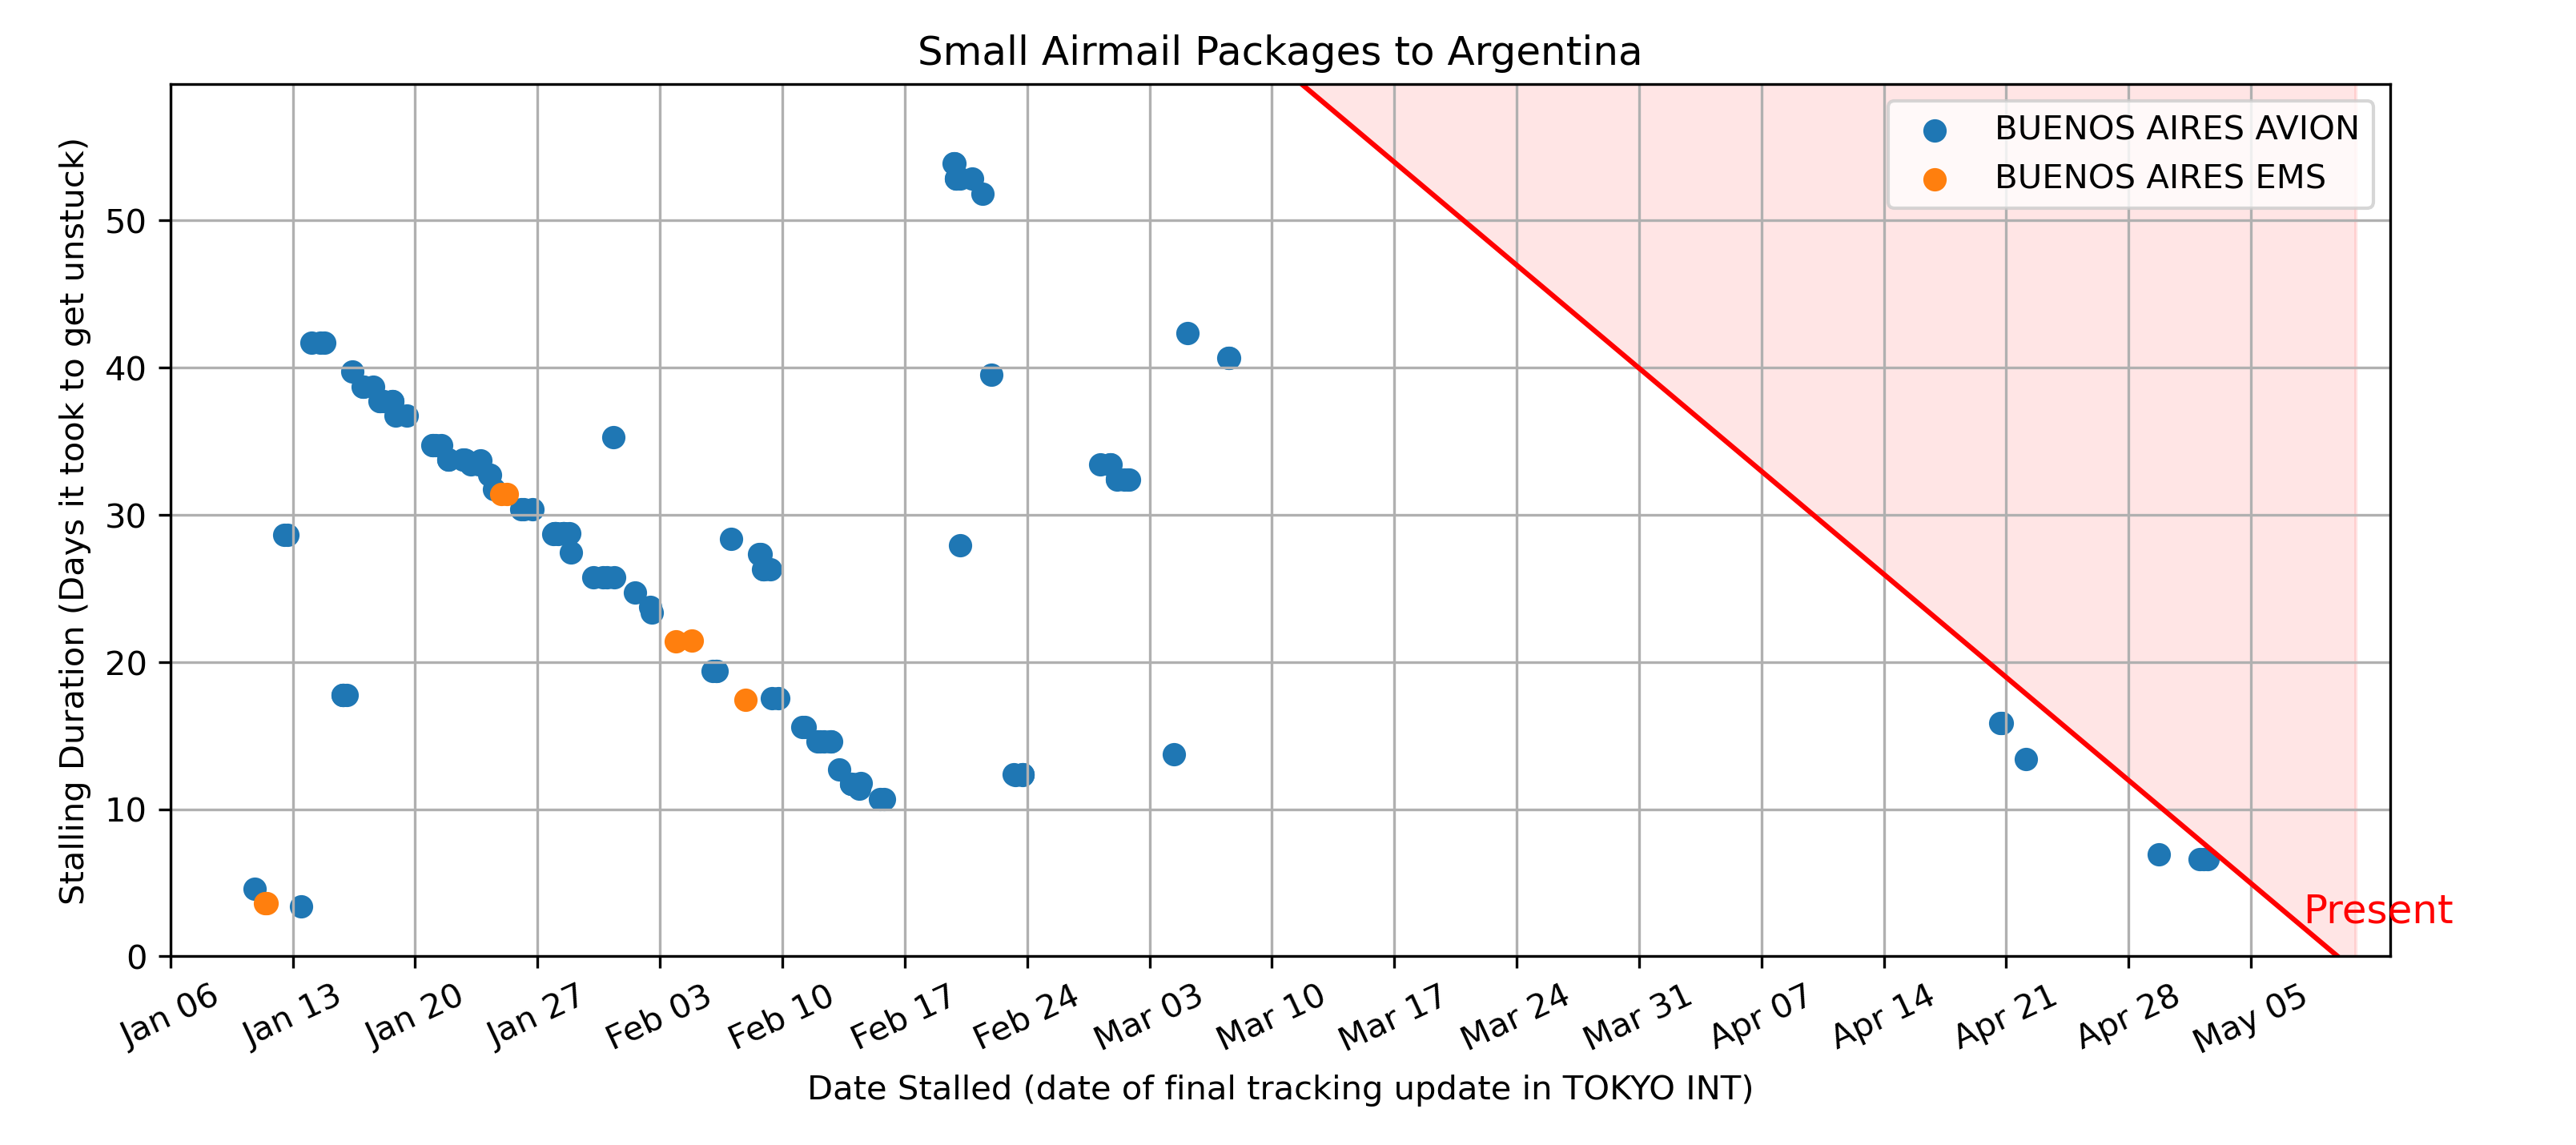 Small Airmail Packages to Argentina
BUENOS AIRES AVION
BUENOS AIRES EMS
Stalling Duration (Days it took to get unstuck)
50
40
30
20
10
0
Present
Jan 06
Jan 13
Jan 20
Jan 27
Feb 03
Feb 10
Feb 17
Feb 24
Mar 03
Mar 10
Mar 17
Mar 24
Mar 31
Apr 07
Apr 14
Apr 21
Apr 28
May 05
Date Stalled (date of final tracking update in TOKYO INT)